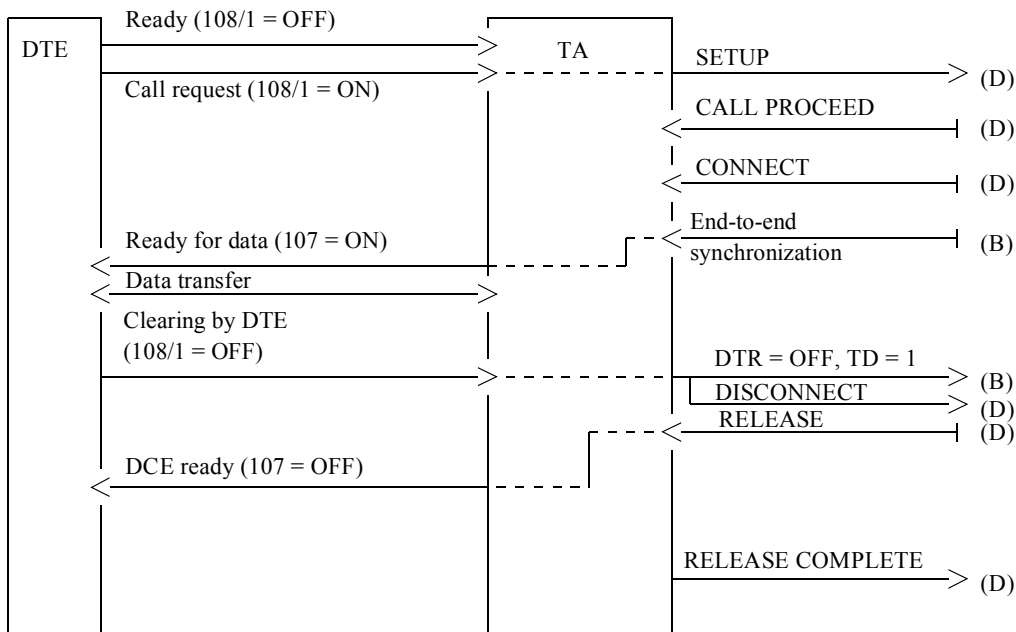 Ready (108/1 = OFF)
DTE
TA
SETUP
(D)
Call request (108/1 = ON)
CALL PROCEED
(D)
CONNECT
(D)
End-to-end
synchronization
(B)
Ready for data (107 = ON)
Data transfer
Clearing by DTE
(108/1 = OFF)
DTR = OFF, TD = 1
(B)
DISCONNECT
(D)
RELEASE
(D)
DCE ready (107 = OFF)
RELEASE COMPLETE
(D)